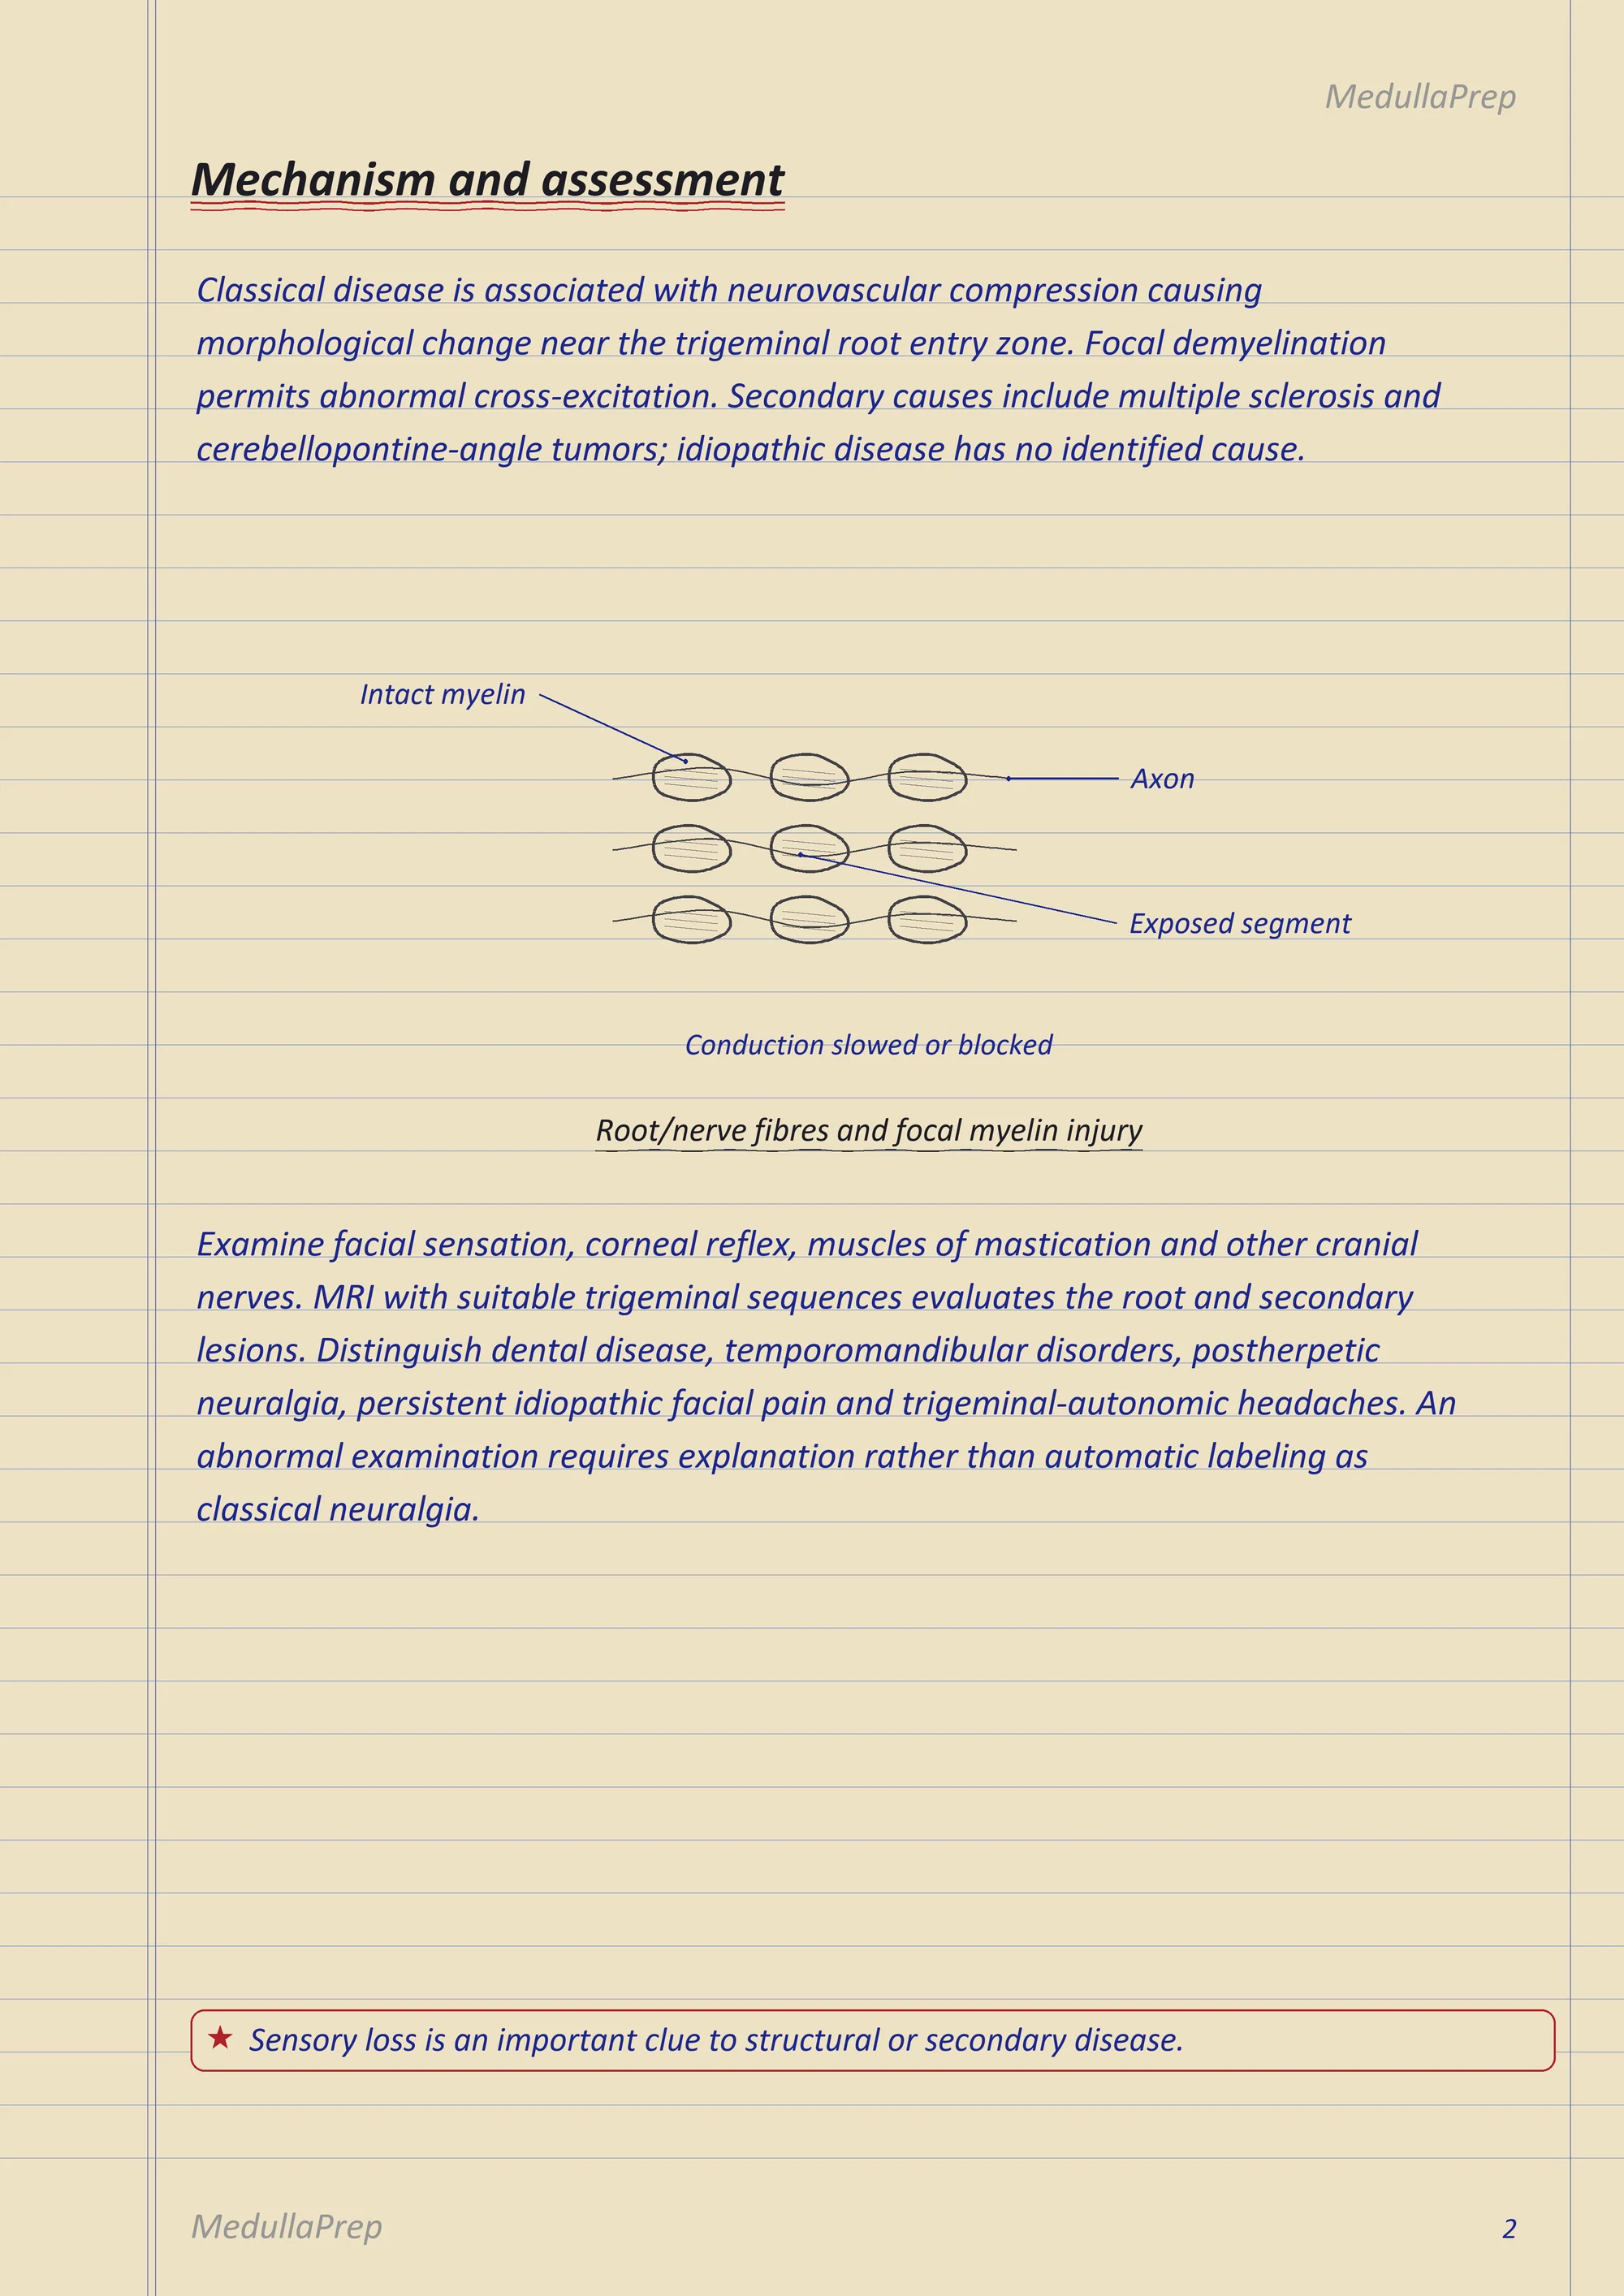 MedullaPrep
Mechanism and assessment
Classical disease is associated with neurovascular compression causing
morphological change near the trigeminal root entry zone. Focal demyelination
permits abnormal cross-excitation. Secondary causes include multiple sclerosis and
cerebellopontine-angle tumors; idiopathic disease has no identified cause.
Intact myelin
Axon
Exposed segment
Conduction slowed or blocked
Root/nerve fibres and focal myelin injury
Examine facial sensation, corneal reflex, muscles of mastication and other cranial
nerves. MRI with suitable trigeminal sequences evaluates the root and secondary
lesions. Distinguish dental disease, temporomandibular disorders, postherpetic
neuralgia, persistent idiopathic facial pain and trigeminal-autonomic headaches. An
abnormal examination requires explanation rather than automatic labeling as
classical neuralgia.
★ Sensory loss is an important clue to structural or secondary disease.
MedullaPrep
2